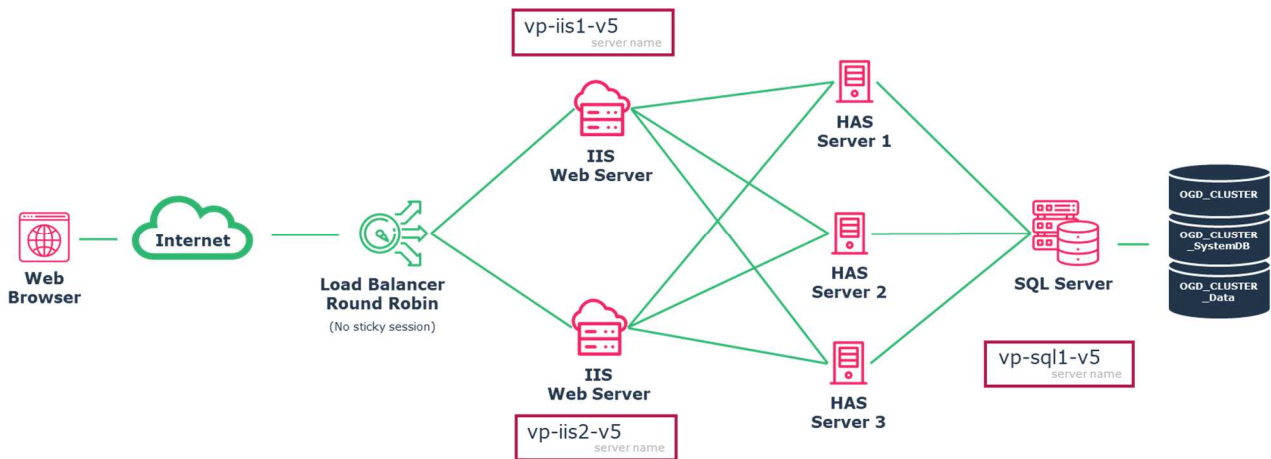 vp-iis1-v5
server name
IIS
Web Server
HAS
Server 1
OGD_CLUSTER
OGD_CLUSTER
_SystemDB
OGD_CLUSTER
_Data
Web
Browser
Internet
Load Balancer
Round Robin
(No sticky session)
HAS
Server 2
SQL Server
IIS
Web Server
HAS
Server 3
vp-sql1-v5
server name
vp-iis2-v5
server name